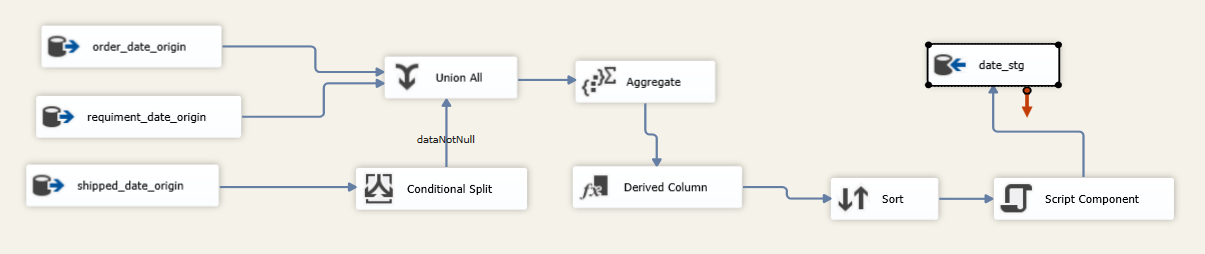 order_date_origin
Union All
Aggregate
date_stg
requiment_date_origin
dataNotNull
shipped_date_origin
Conditional Split
Derived Column
Sort
Script Component